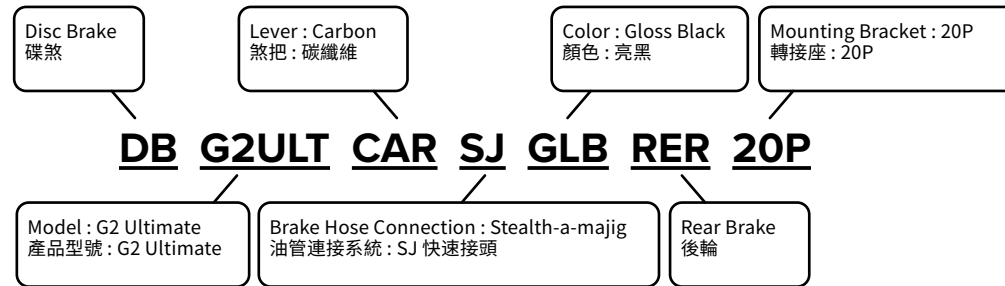 Disc Brake
碟煞
Lever : Carbon
煞把 : 碳纖維
Color : Gloss Black
顏色 : 亮黑
Mounting Bracket : 20P
轉接座 : 20P
DB G2ULT CAR SJ GLB RER 20P
Model : G2 Ultimate
產品型號 : G2 Ultimate
Brake Hose Connection : Stealth-a-majig
油管連接系統 : SJ 快速接頭
Rear Brake
後輪